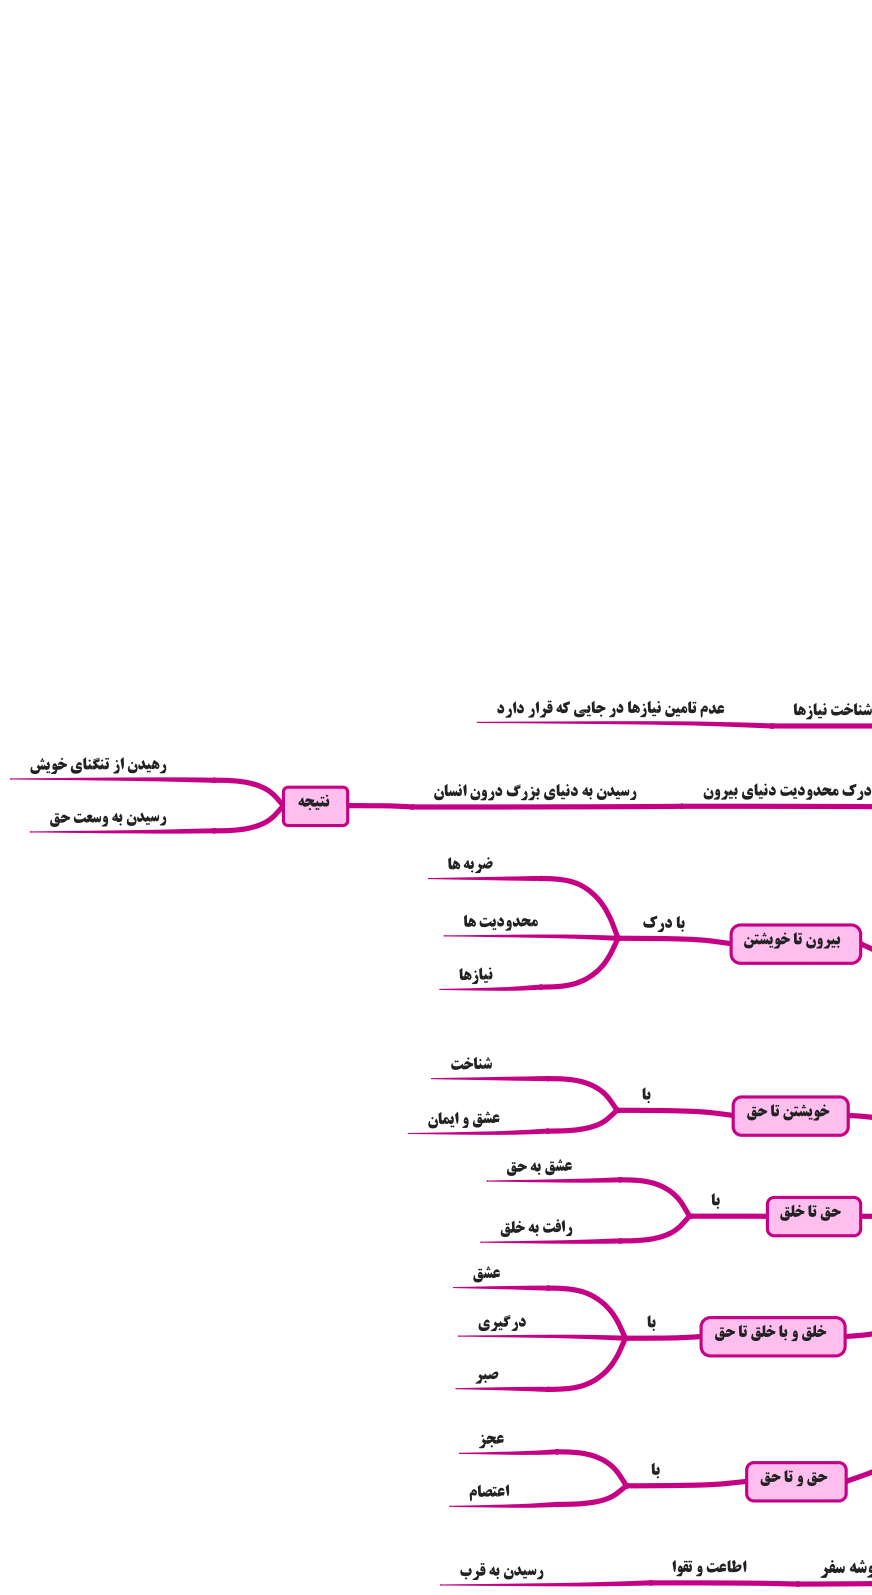 شناخت نیازها
عدم تامین نیازها در جایی که قرار دارد
درک محدودیت دنیای بیرون
رسیدن به دنیای بزرگ درون انسان
نتیجه
رهیدن از تنگنای خویش
رسیدن به وسعت حق
بیرون تا خویشتن
با درک
ضربه ها
محدودیت ها
نیازها
خویشتن تا حق
با
شناخت
عشق و ایمان
حق تا خلق
با
عشق به حق
رافت به خلق
خلق و با خلق تا حق
با
عشق
درگیری
صبر
حق و تا حق
با
عجز
اعتصام
سفر
اطاعت و تقوا
رسیدن به قرب